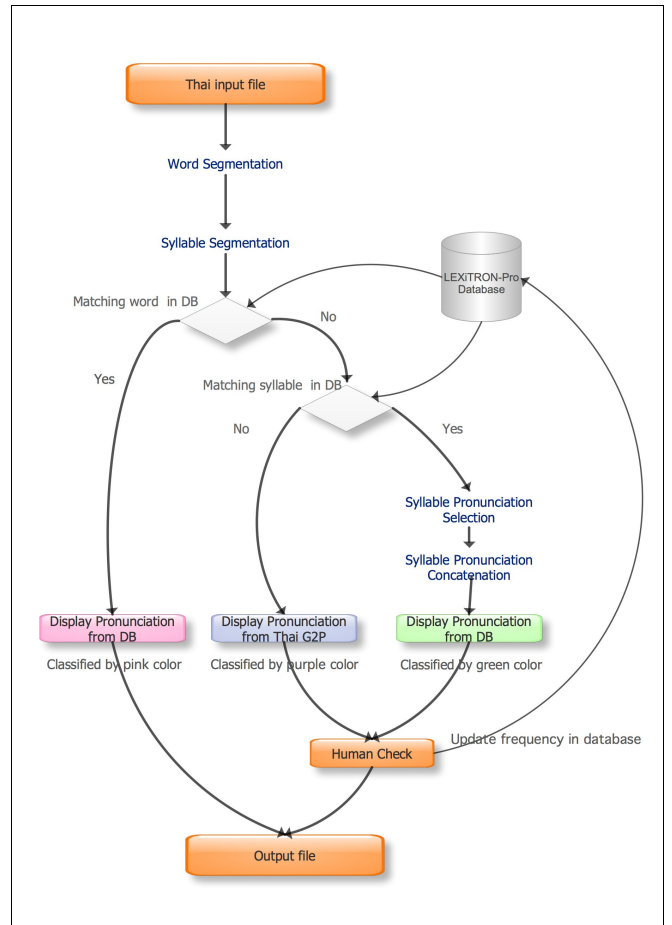 Thai input file
Word Segmentation
Syllable Segmentation
LEXiTRON-Pro
Database
Matching word in DB
No
Yes
Matching syllable in DB
No
Yes
Syllable Pronunciation
Selection
Syllable Pronunciation
Concatenation
Display Pronunciation
from DB
Display Pronunciation
from Thai G2P
Display Pronunciation
from DB
Classified by pink color
Classified by purple color
Classified by green color
Update frequency in database
Human Check
Output file